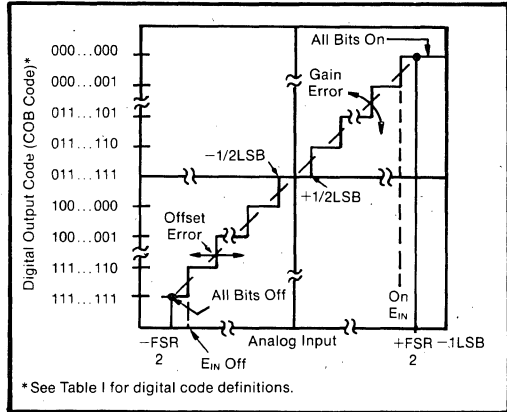 Digital Output Code (COB Code)*
000...000
000...001
011...101
011...110
011...111
100...000
100...001
111...110
111...111
All Bits On
Gain
Error
−1/2LSB
+1/2LSB
Offset
Error
All Bits Off
On
E_IN
−FSR
2
Analog Input
+FSR −1LSB
2
E_IN Off
*See Table I for digital code definitions.